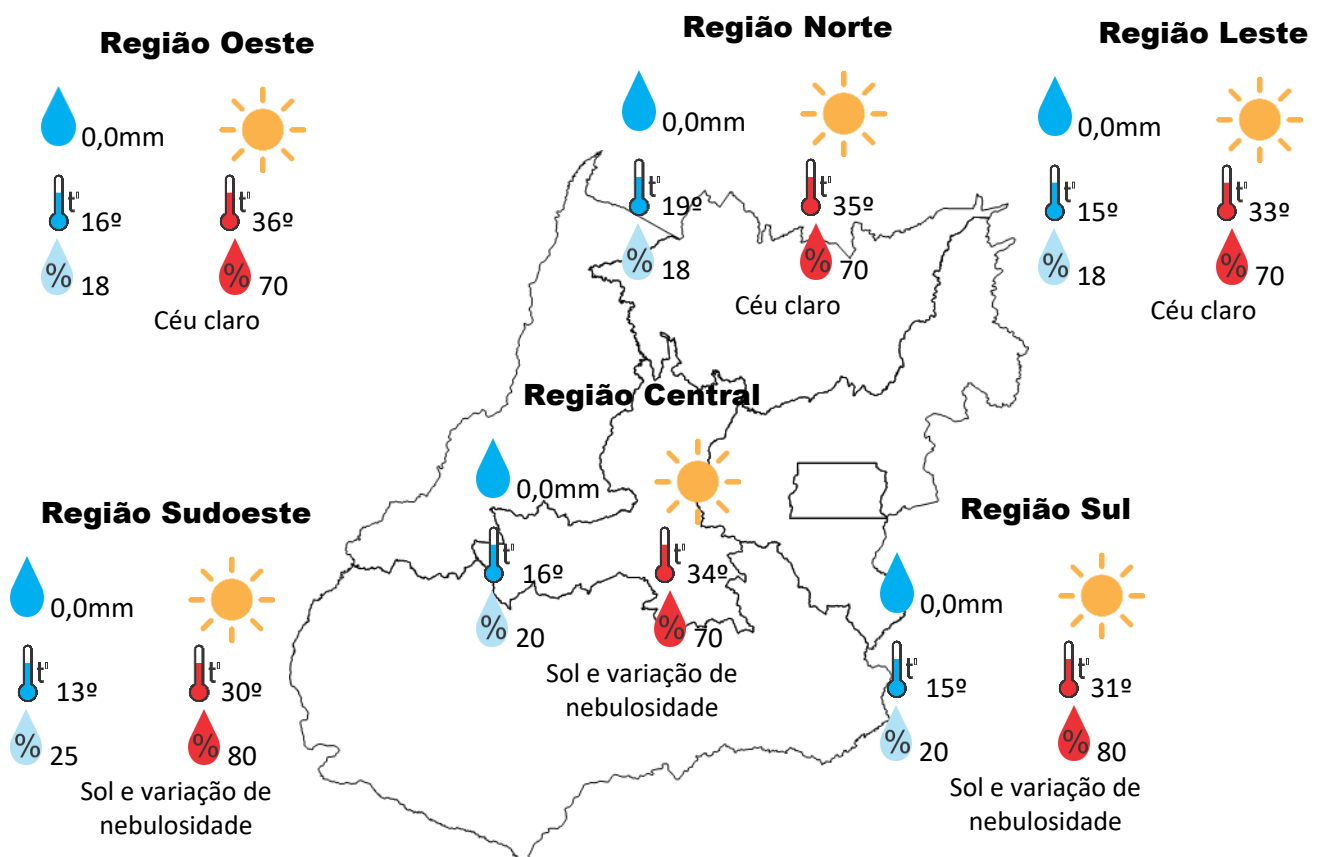 Região Oeste
0,0mm
t°
16º
t°
36º
% 18
% 70
Céu claro
Região Norte
0,0mm
t°
19º
t°
35º
% 18
% 70
Céu claro
Região Leste
0,0mm
t°
15º
t°
33º
% 18
% 70
Céu claro
Região Central
0,0mm
t°
16º
t°
34º
% 20
% 70
Sol e variação de
nebulosidade
Região Sudoeste
0,0mm
t°
13º
t°
30º
% 25
% 80
Sol e variação de
nebulosidade
Região Sul
0,0mm
t°
15º
t°
31º
% 20
% 80
Sol e variação de
nebulosidade